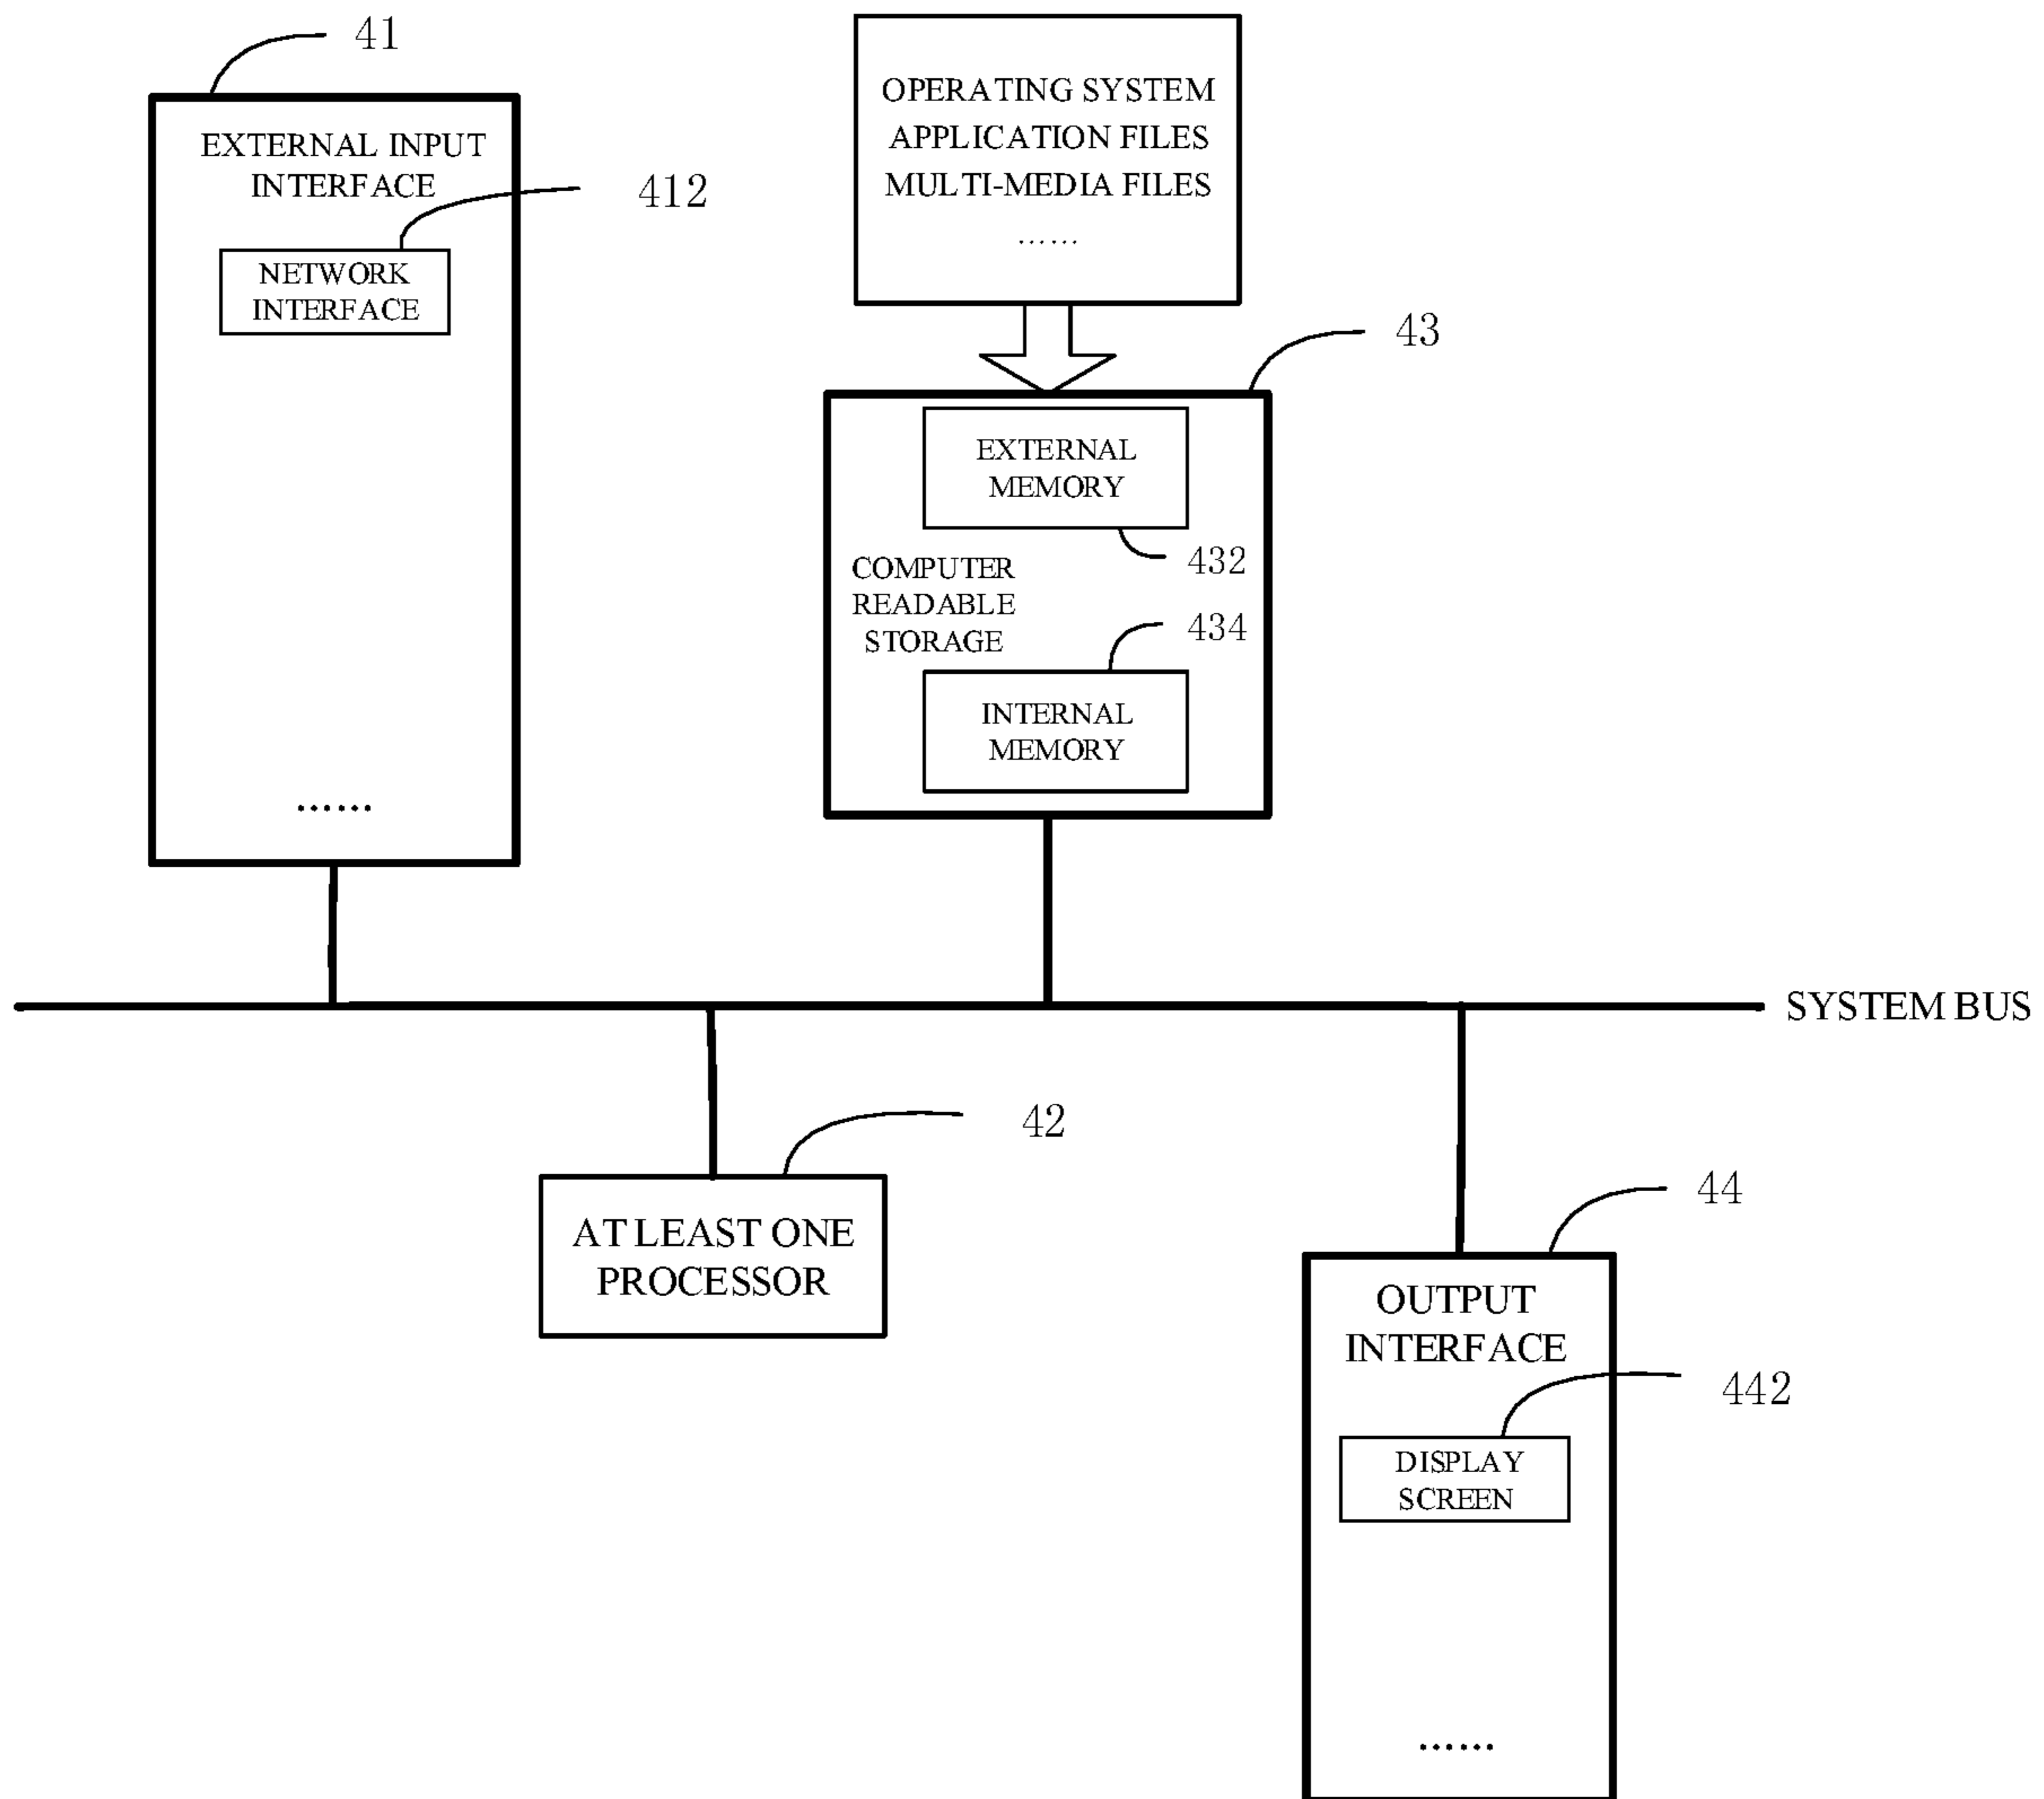 41
EXTERNAL INPUT
INTERFACE
412
NETWORK
INTERFACE
......
OPERATING SYSTEM
APPLICATION FILES
MULTI-MEDIA FILES
......
43
EXTERNAL
MEMORY
432
COMPUTER
READABLE
STORAGE
434
INTERNAL
MEMORY
SYSTEM BUS
42
AT LEAST ONE
PROCESSOR
44
OUTPUT
INTERFACE
442
DISPLAY
SCREEN
......